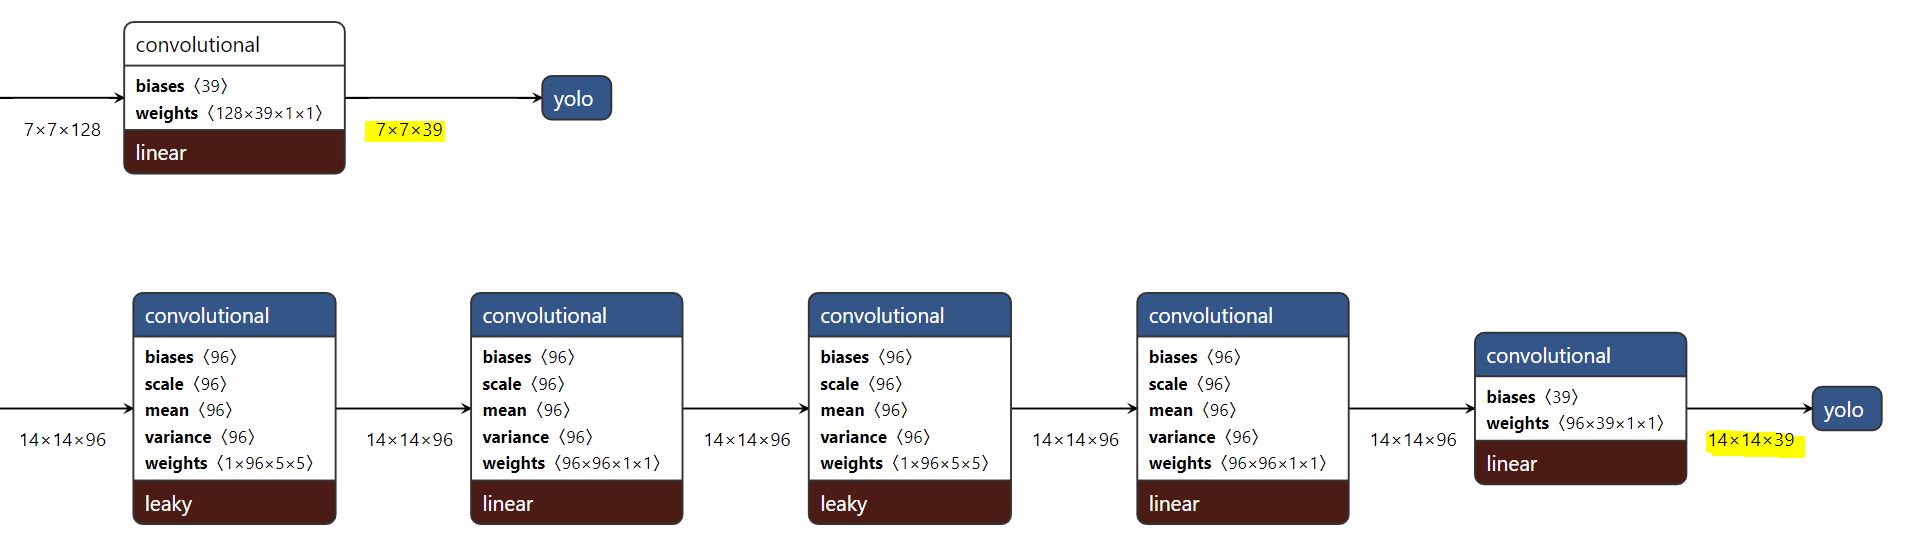 convolutional
biases 〈39〉
weights 〈128×39×1×1〉
linear
7×7×128
7×7×39
yolo
convolutional
biases 〈96〉
scale 〈96〉
mean 〈96〉
variance 〈96〉
weights 〈1×96×5×5〉
leaky
14×14×96
14×14×96
convolutional
biases 〈96〉
scale 〈96〉
mean 〈96〉
variance 〈96〉
weights 〈96×96×1×1〉
linear
14×14×96
convolutional
biases 〈96〉
scale 〈96〉
mean 〈96〉
variance 〈96〉
weights 〈1×96×5×5〉
leaky
14×14×96
convolutional
biases 〈96〉
scale 〈96〉
mean 〈96〉
variance 〈96〉
weights 〈96×96×1×1〉
linear
14×14×96
convolutional
biases 〈39〉
weights 〈96×39×1×1〉
linear
14×14×39
yolo